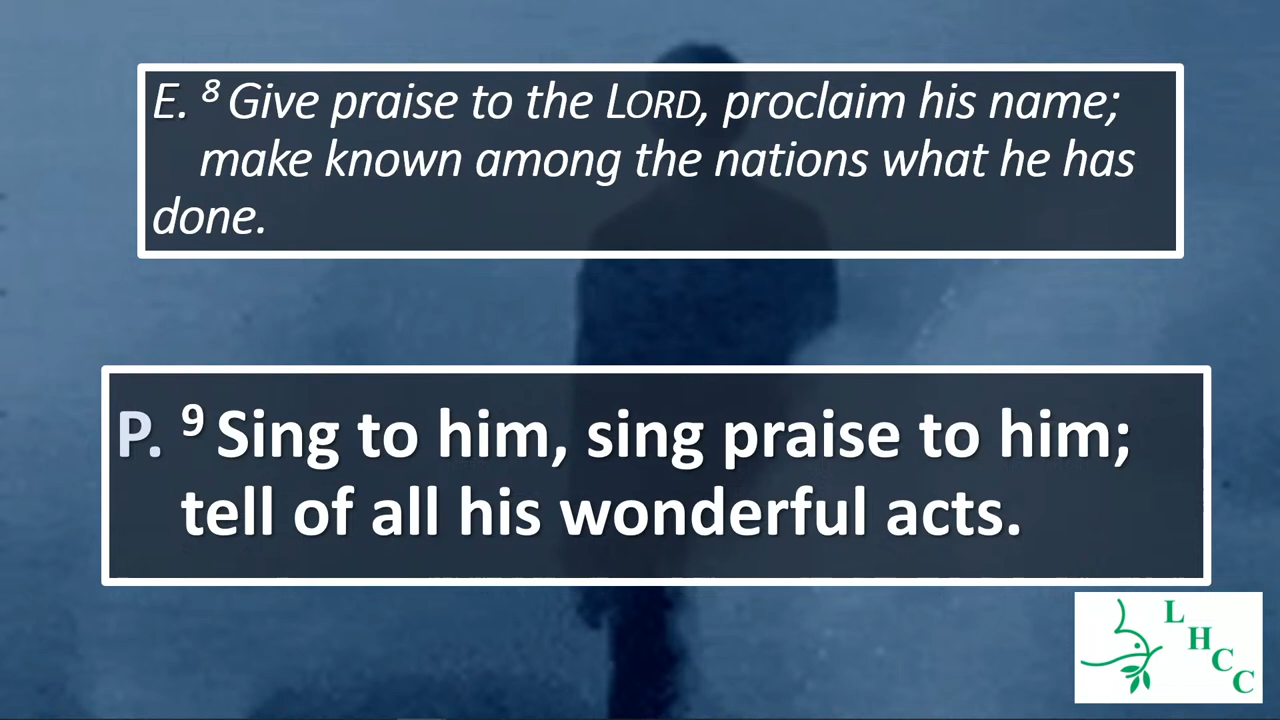 E. ⁸ Give praise to the LORD, proclaim his name;
make known among the nations what he has
done.
P. ⁹ Sing to him, sing praise to him;
tell of all his wonderful acts.
L
H
C
C